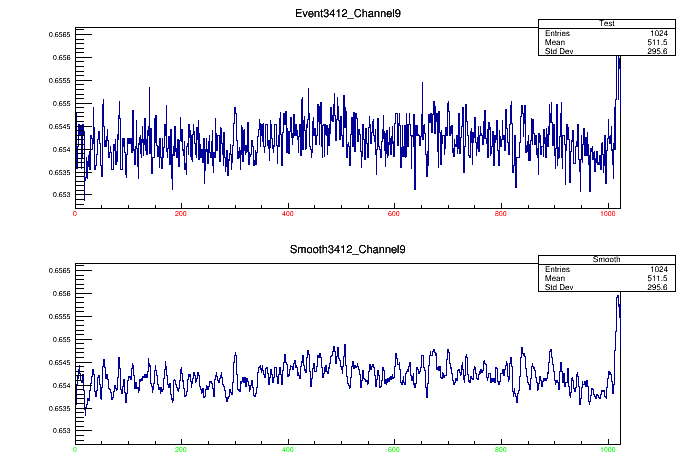 Event3412_Channel9
Test
Entries 1024
Mean 511.5
Std Dev 295.6
0.6565
0.656
0.6555
0.655
0.6545
0.654
0.6535
0.653
0 200 400 600 800 1000
Smooth3412_Channel9
Smooth
Entries 1024
Mean 511.5
Std Dev 295.6
0.6565
0.656
0.6555
0.655
0.6545
0.654
0.6535
0.653
0 200 400 600 800 1000